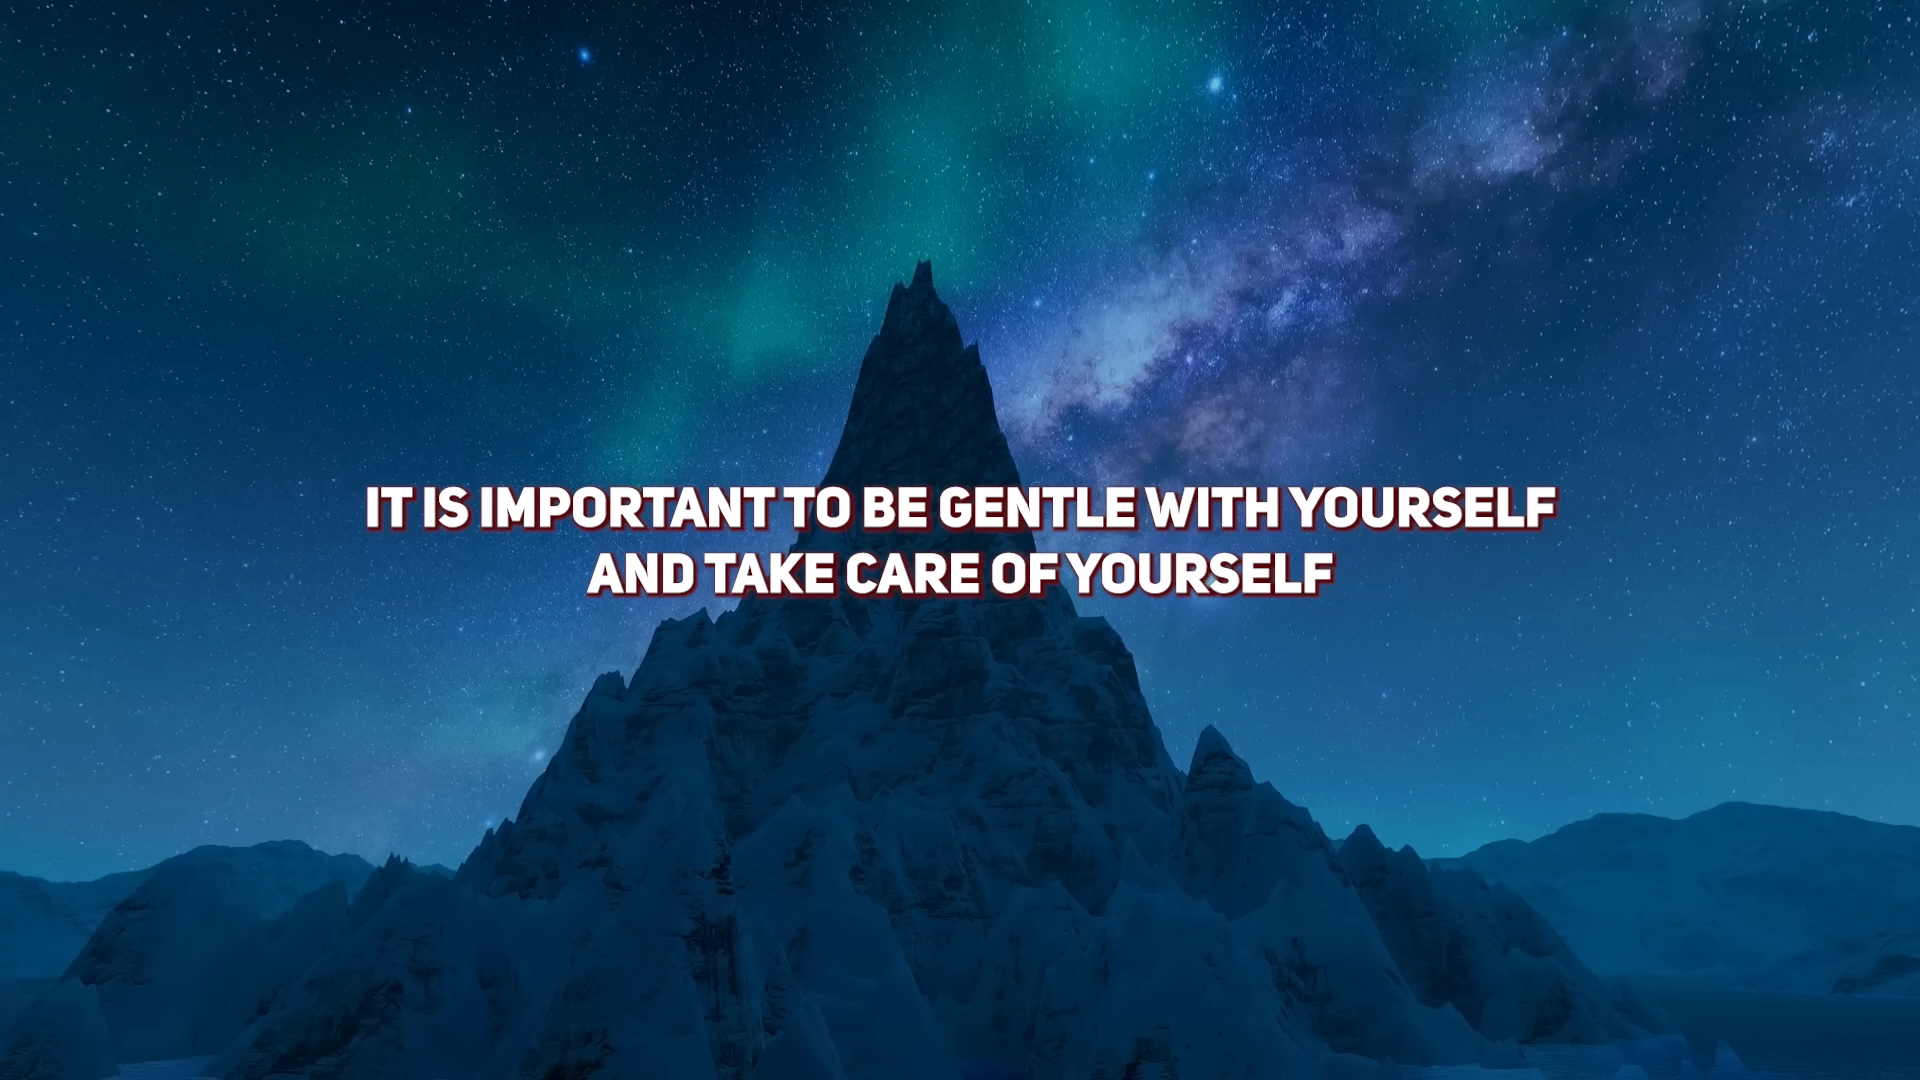 IT IS IMPORTANT TO BE GENTLE WITH YOURSELF
AND TAKE CARE OF YOURSELF